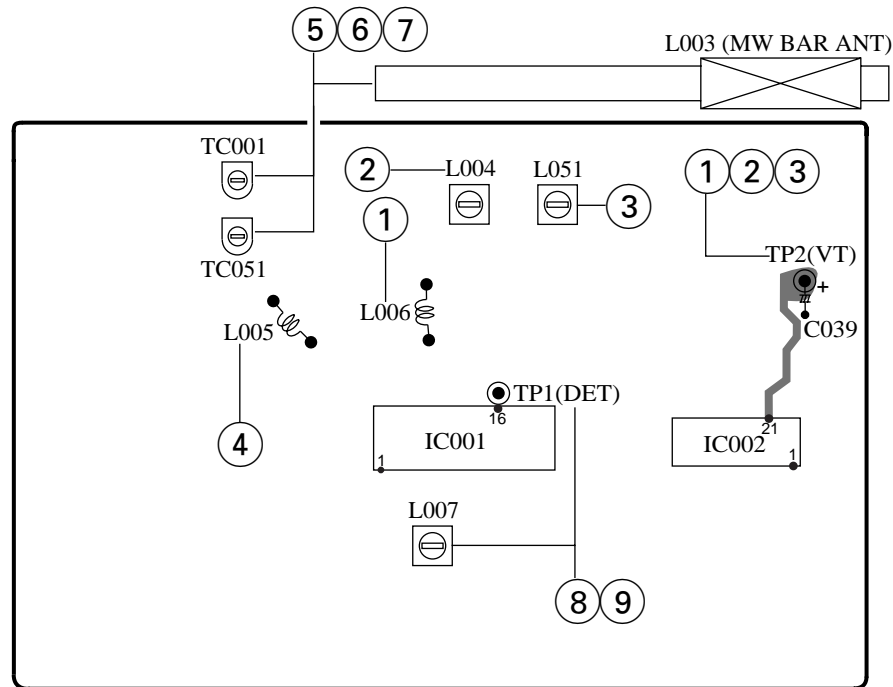 5 6 7
L003 (MW BAR ANT)
TC001
2
L004
L051
1 2 3
1
3
TC051
TP2(VT)
+
L005
L006
C039
TP1(DET)
16
21
4
1
IC001
IC002
1
L007
8 9